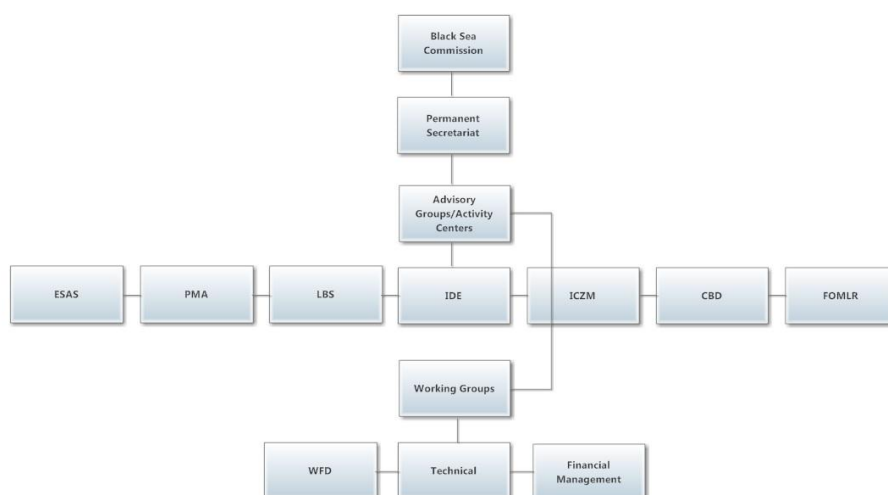 Black Sea
Commission
Permanent
Secretariat
Advisory
Groups/Activity
Centers
ESAS
PMA
LBS
IDE
ICZM
CBD
FOMLR
Working Groups
WFD
Technical
Financial
Management